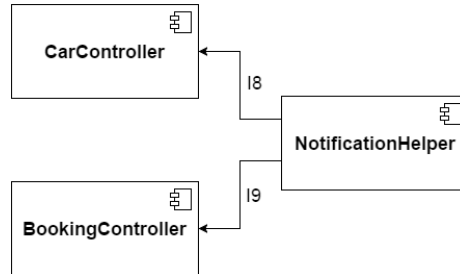 CarController
I8
NotificationHelper
I9
BookingController